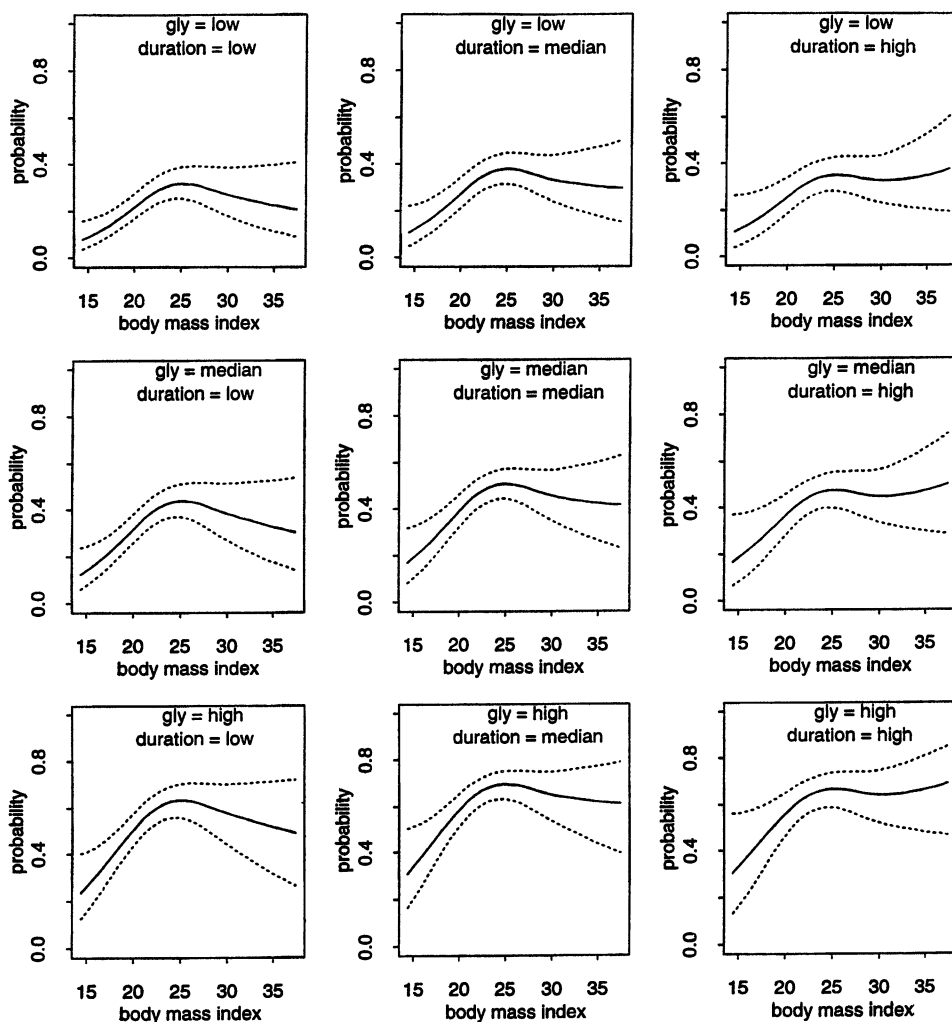 gly = low
duration = low
probability
0.0 0.4 0.8
15 20 25 30 35
body mass index
gly = low
duration = median
probability
0.0 0.4 0.8
15 20 25 30 35
body mass index
gly = low
duration = high
probability
0.0 0.4 0.8
15 20 25 30 35
body mass index
gly = median
duration = low
probability
0.0 0.4 0.8
15 20 25 30 35
body mass index
gly = median
duration = median
probability
0.0 0.4 0.8
15 20 25 30 35
body mass index
gly = median
duration = high
probability
0.0 0.4 0.8
15 20 25 30 35
body mass index
gly = high
duration = low
probability
0.0 0.4 0.8
15 20 25 30 35
body mass index
gly = high
duration = median
probability
0.0 0.4 0.8
15 20 25 30 35
body mass index
gly = high
duration = high
probability
0.0 0.4 0.8
15 20 25 30 35
body mass index